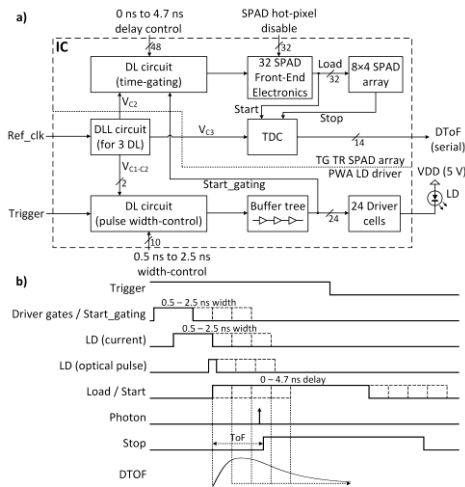 a)
0 ns to 4.7 ns
delay control
SPAD hot-pixel
disable
IC
48
32
DL circuit
(time-gating)
32 SPAD
Front-End
Electronics
Load
32
8×4 SPAD
array
Start
Stop
VC2
Ref_clk
DLL circuit
(for 3 DL)
VC3
TDC
14
DToF
(serial)
VC1-C2
2
Start_gating
TG TR SPAD array
PWA LD driver
VDD (5 V)
LD
Trigger
DL circuit
(pulse width-control)
Buffer tree
24
24 Driver
cells
10
0.5 ns to 2.5 ns
width-control
b)
Trigger
0.5 – 2.5 ns width
Driver gates / Start_gating
0.5 – 2.5 ns width
LD (current)
LD (optical pulse)
0 – 4.7 ns delay
Load / Start
Photon
Stop
ToF
DTOF